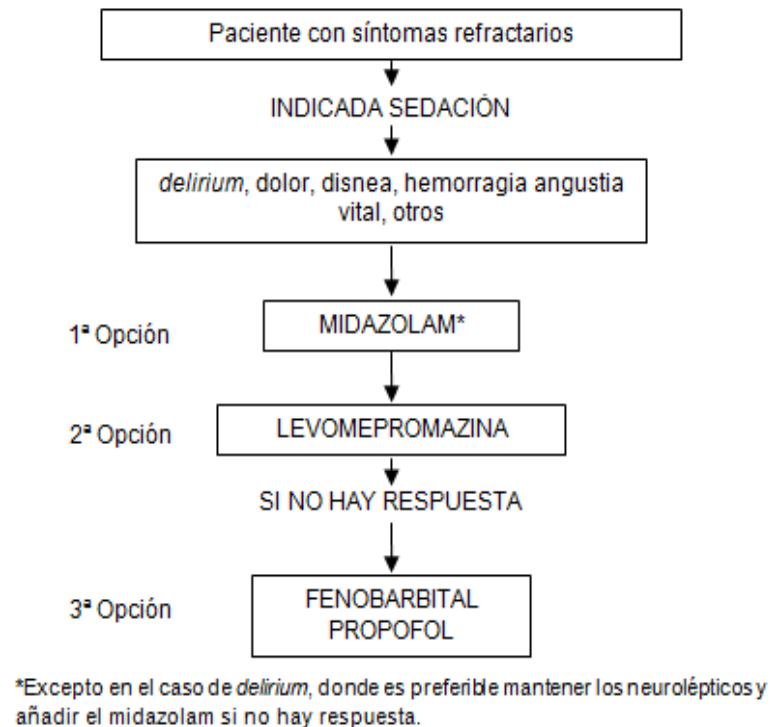 Paciente con síntomas refractarios
INDICADA SEDACIÓN
delirium, dolor, disnea, hemorragia angustia
vital, otros
1ª Opción
MIDAZOLAM*
2ª Opción
LEVOMEPROMAZINA
SI NO HAY RESPUESTA
3ª Opción
FENOBARBITAL
PROPOFOL
*Excepto en el caso de delirium, donde es preferible mantener los neurolépticos y
añadir el midazolam si no hay respuesta.